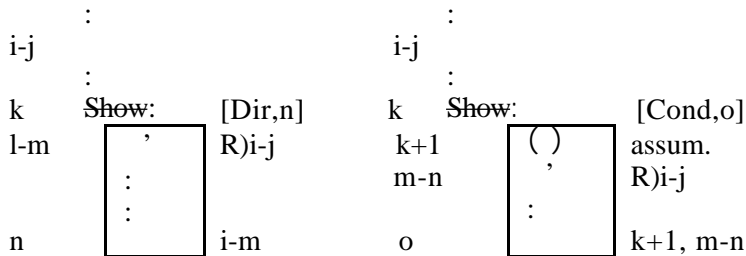 : :
i-j i-j
: :
k Show: [Dir,n] k Show: [Cond,o]
l-m ’ R)i-j k+1 ( ) assum.
: m-n ’ R)i-j
: :
n i-m o k+1, m-n